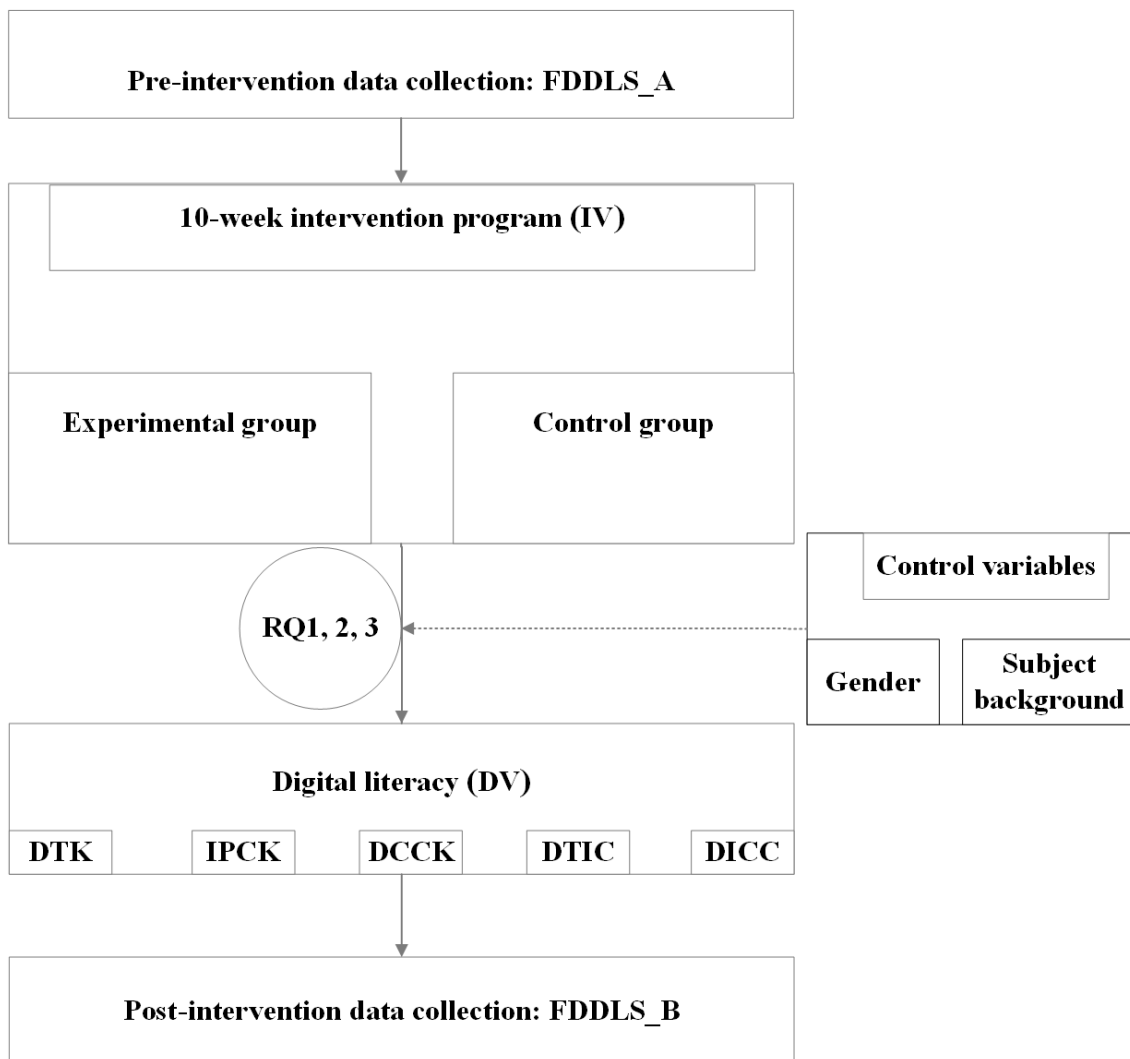 Pre-intervention data collection: FDDLS_A
10-week intervention program (IV)
Experimental group
Control group
RQ1, 2, 3
Control variables
Gender
Subject
background
Digital literacy (DV)
DTK
IPCK
DCCK
DTIC
DICC
Post-intervention data collection: FDDLS_B